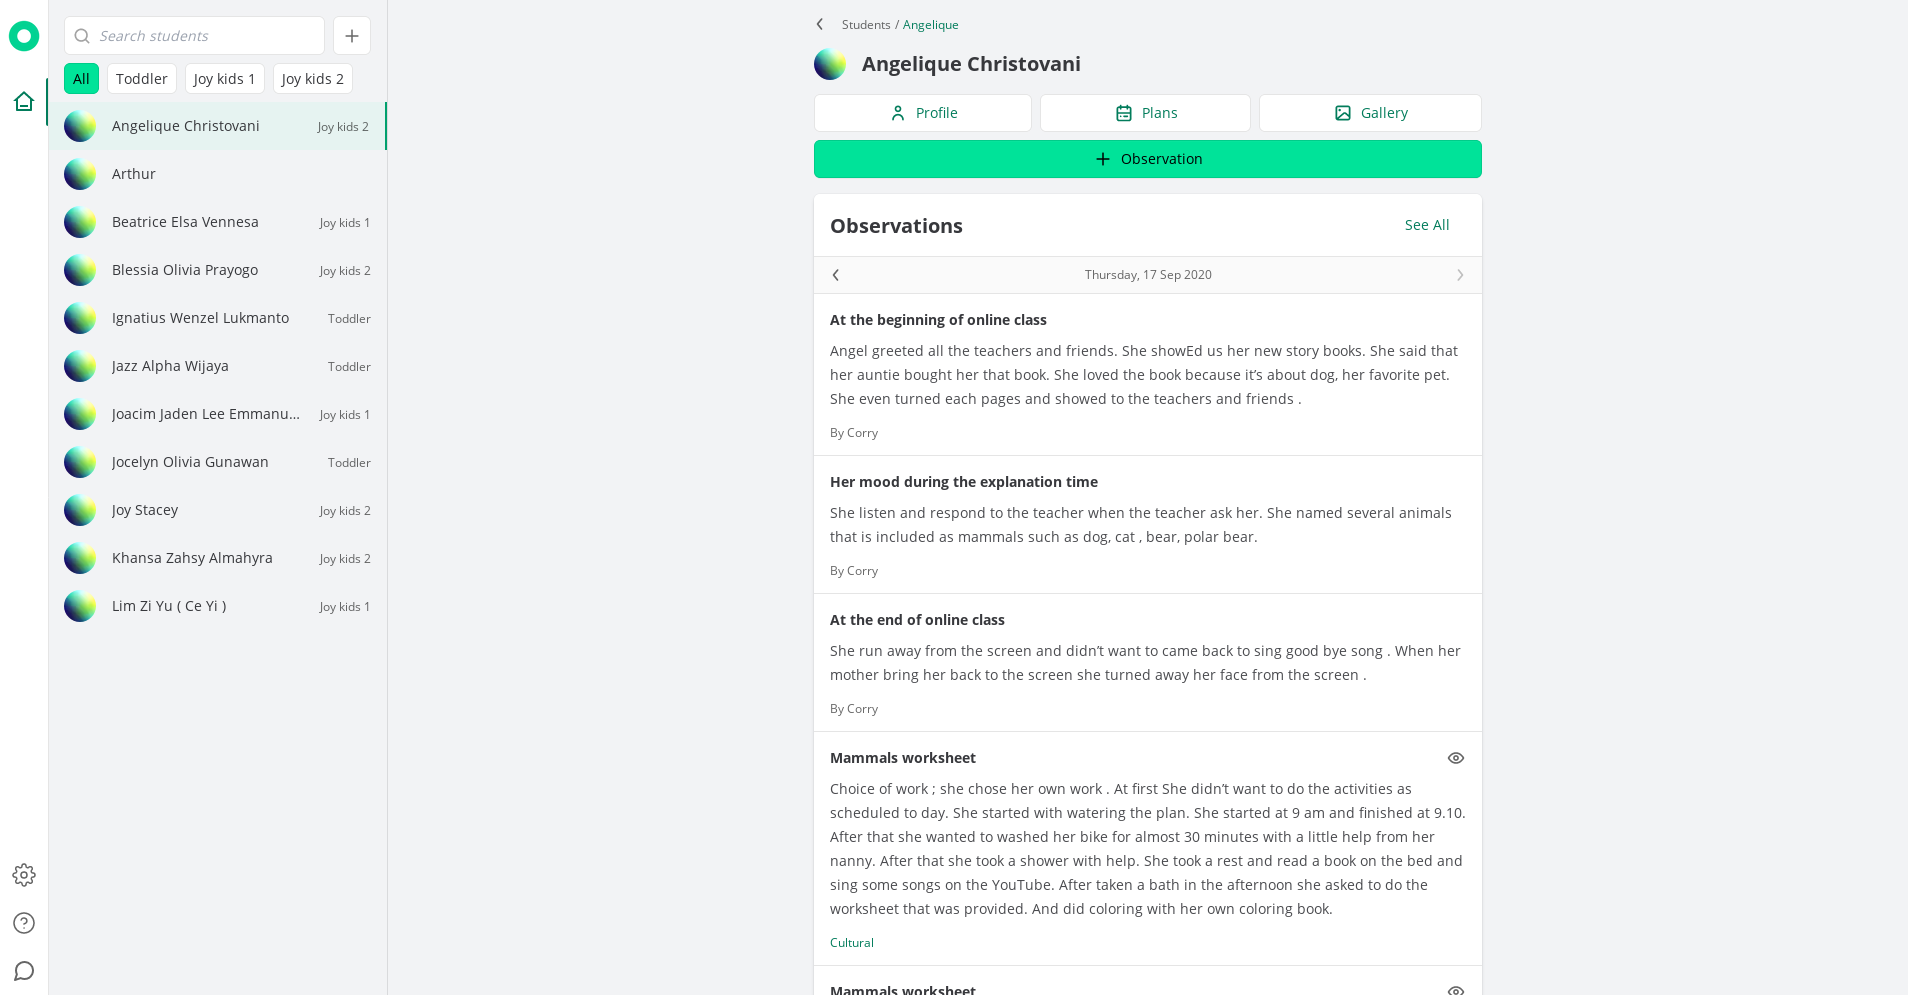 Search students
All
Toddler
Joy kids 1
Joy kids 2
Angelique Christovani
Joy kids 2
Arthur
Beatrice Elsa Vennesa
Joy kids 1
Blessia Olivia Prayogo
Joy kids 2
Ignatius Wenzel Lukmanto
Toddler
Jazz Alpha Wijaya
Toddler
Joacim Jaden Lee Emmanu...
Joy kids 1
Jocelyn Olivia Gunawan
Toddler
Joy Stacey
Joy kids 2
Khansa Zahsy Almahyra
Joy kids 2
Lim Zi Yu ( Ce Yi )
Joy kids 1
Students / Angelique
Angelique Christovani
Profile
Plans
Gallery
Observation
Observations
See All
Thursday, 17 Sep 2020
At the beginning of online class
Angel greeted all the teachers and friends. She showEd us her new story books. She said that
her auntie bought her that book. She loved the book because it’s about dog, her favorite pet.
She even turned each pages and showed to the teachers and friends .
By Corry
Her mood during the explanation time
She listen and respond to the teacher when the teacher ask her. She named several animals
that is included as mammals such as dog, cat , bear, polar bear.
By Corry
At the end of online class
She run away from the screen and didn’t want to came back to sing good bye song . When her
mother bring her back to the screen she turned away her face from the screen .
By Corry
Mammals worksheet
Choice of work ; she chose her own work . At first She didn’t want to do the activities as
scheduled to day. She started with watering the plan. She started at 9 am and finished at 9.10.
After that she wanted to washed her bike for almost 30 minutes with a little help from her
nanny. After that she took a shower with help. She took a rest and read a book on the bed and
sing some songs on the YouTube. After taken a bath in the afternoon she asked to do the
worksheet that was provided. And did coloring with her own coloring book.
Cultural
Mammals worksheet